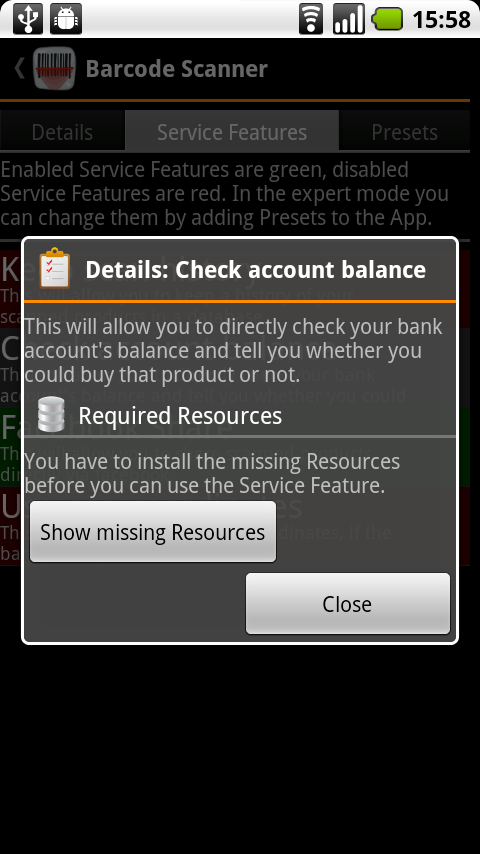 15:58
Barcode Scanner
Details
Service Features
Presets
Enabled Service Features are green, disabled
Service Features are red. In the expert mode you
can change them by adding Presets to the App.
Details: Check account balance
This will allow you to directly check your bank
account's balance and tell you whether you
could buy that product or not.
Required Resources
You have to install the missing Resources
before you can use the Service Feature.
Show missing Resources
Close